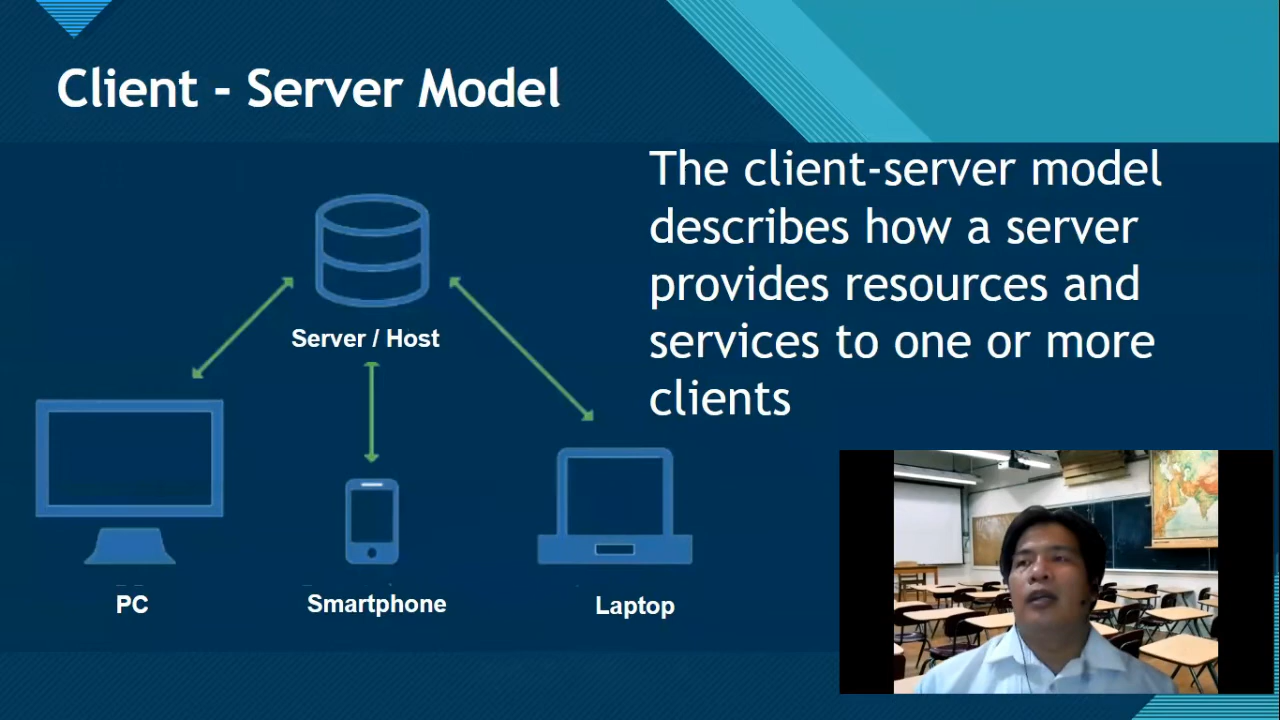 Client - Server Model
The client-server model
describes how a server
provides resources and
services to one or more
clients
Server / Host
PC
Smartphone
Laptop